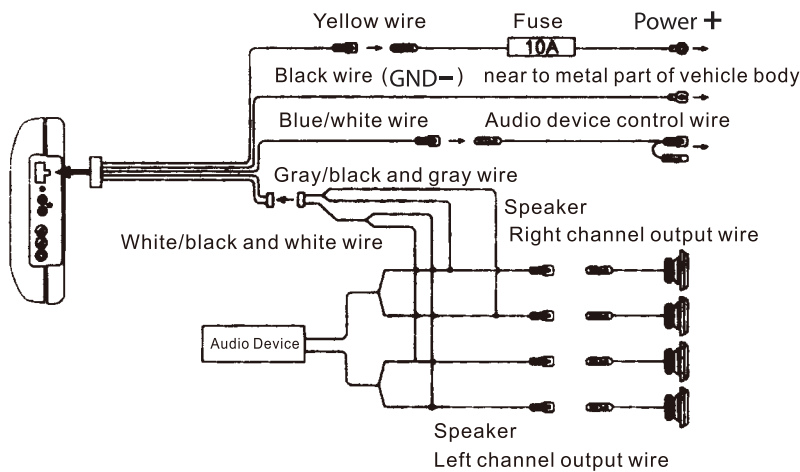 Yellow wire
Fuse
Power +
10A
Black wire (GND-) near to metal part of vehicle body
Blue/white wire
Audio device control wire
Gray/black and gray wire
Speaker
Right channel output wire
White/black and white wire
Audio Device
Speaker
Left channel output wire